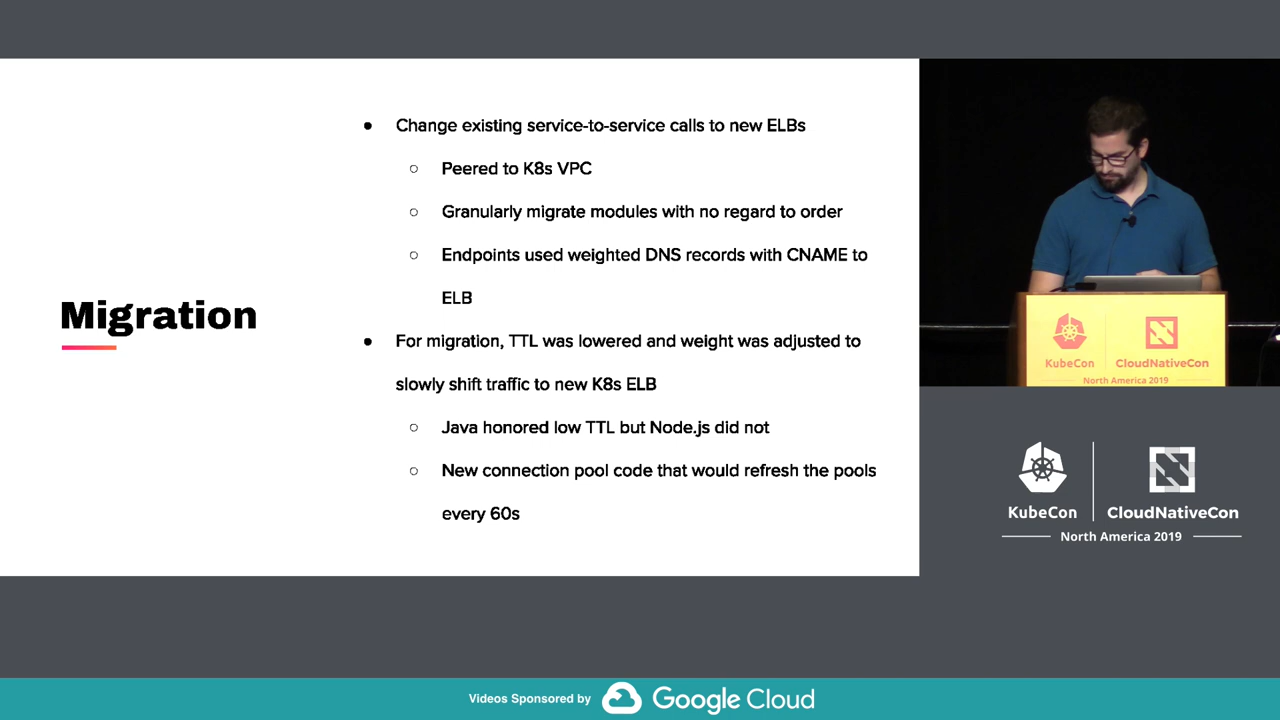 Migration
● Change existing service-to-service calls to new ELBs
○ Peered to K8s VPC
○ Granularly migrate modules with no regard to order
○ Endpoints used weighted DNS records with CNAME to
ELB
● For migration, TTL was lowered and weight was adjusted to
slowly shift traffic to new K8s ELB
○ Java honored low TTL but Node.js did not
○ New connection pool code that would refresh the pools
every 60s
KubeCon CloudNativeCon
North America 2019
KubeCon CloudNativeCon
North America 2019
Videos Sponsored by Google Cloud